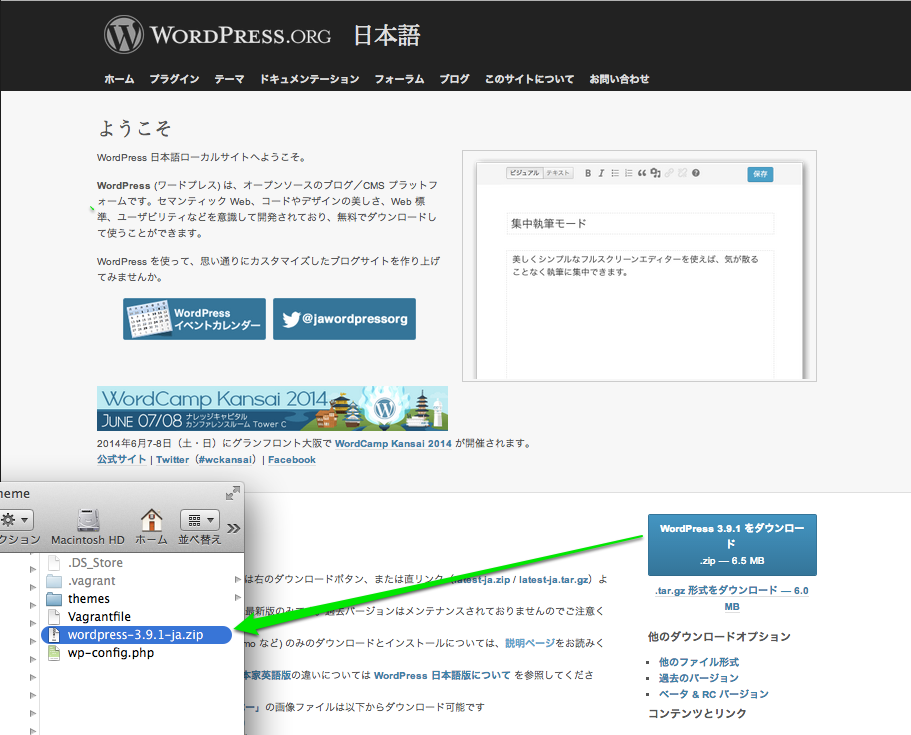 WORDPRESS.ORG 日本語
ホーム プラグイン テーマ ドキュメンテーション フォーラム ブログ このサイトについて お問い合わせ
ようこそ
WordPress 日本語ローカルサイトへようこそ。
WordPress (ワードプレス) は、オープンソースのブログ／CMS プラットフ
ォームです。セマンティック Web、コードやデザインの美しさ、Web 標
準、ユーザビリティなどを意識して開発されており、無料でダウンロードし
て使うことができます。
WordPress を使って、思い通りにカスタマイズしたブログサイトを作り上げ
てみませんか。
WordPress
イベントカレンダー
@jawordpressorg
ビジュアル テキスト
B I
保存
集中執筆モード
美しくシンプルなフルスクリーンエディターを使えば、気が散る
ことなく執筆に集中できます。
WordCamp Kansai 2014
JUNE 07/08 ナレッジキャピタル
カンファレンスルーム Tower C
2014年6月7-8日（土・日）にグランフロント大阪で WordCamp Kansai 2014 が開催されます。
公式サイト | Twitter（#wckansai）| Facebook
heme
クション Macintosh HD ホーム 並べ替え
.DS_Store
.vagrant
themes
Vagrantfile
wordpress-3.9.1-ja.zip
wp-config.php
は右のダウンロードボタン、または直リンク（latest-ja.zip / latest-ja.tar.gz）よ
最新版のみです。過去バージョンはメンテナンスされておりませんのでご注意く
mo など) のみのダウンロードとインストールについては、説明ページをお読みく
本家英語版の違いについては WordPress 日本語版について を参照してくださ
ー」の画像ファイルは以下からダウンロード可能です
WordPress 3.9.1 をダウンロー
ド
.zip — 6.5 MB
.tar.gz 形式をダウンロード — 6.0
MB
他のダウンロードオプション
他のファイル形式
過去のバージョン
ベータ & RC バージョン
コンテンツとリンク